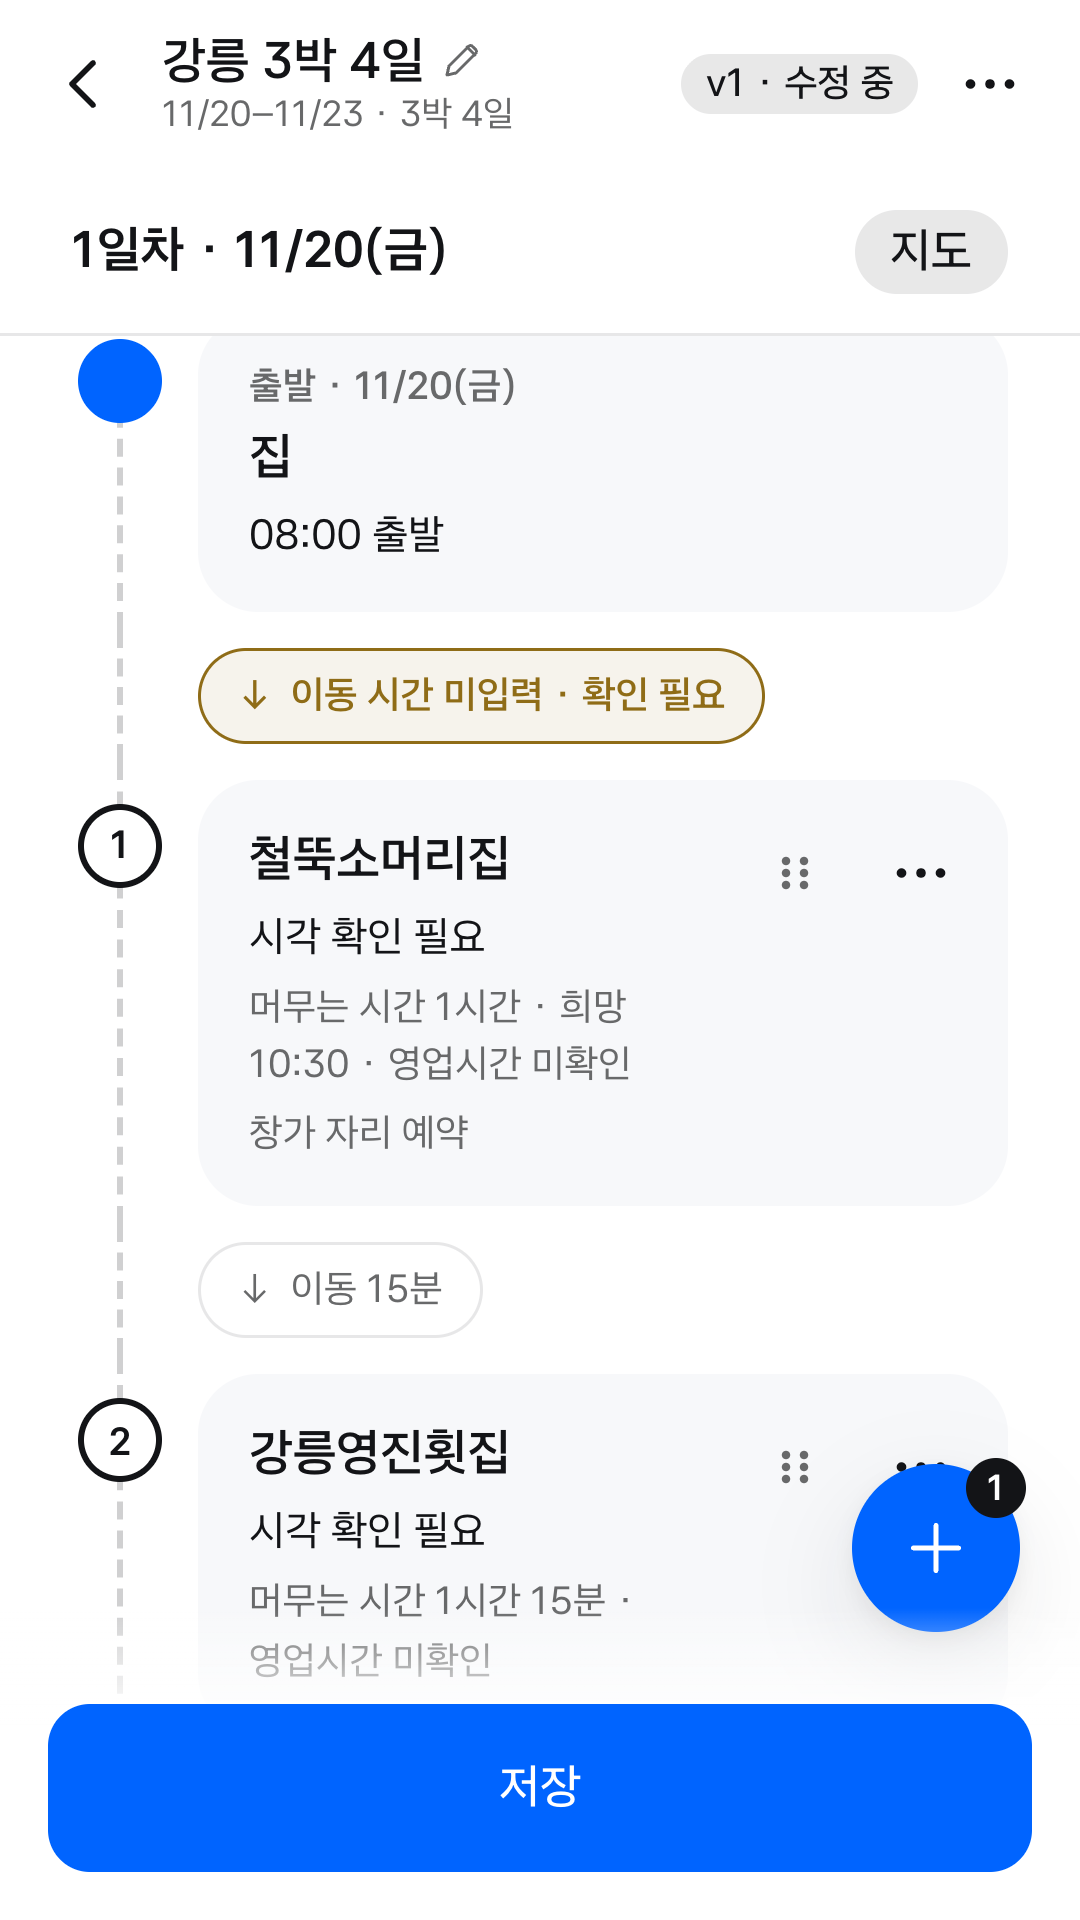 강릉 3박 4일
11/20–11/23 · 3박 4일
v1 · 수정 중
1일차 · 11/20(금)
지도
출발 · 11/20(금)
집
08:00 출발
↓ 이동 시간 미입력 · 확인 필요
1
철뚝소머리집
시각 확인 필요
머무는 시간 1시간 · 희망
10:30 · 영업시간 미확인
창가 자리 예약
↓ 이동 15분
2
강릉영진횟집
시각 확인 필요
머무는 시간 1시간 15분 ·
영업시간 미확인
1
저장